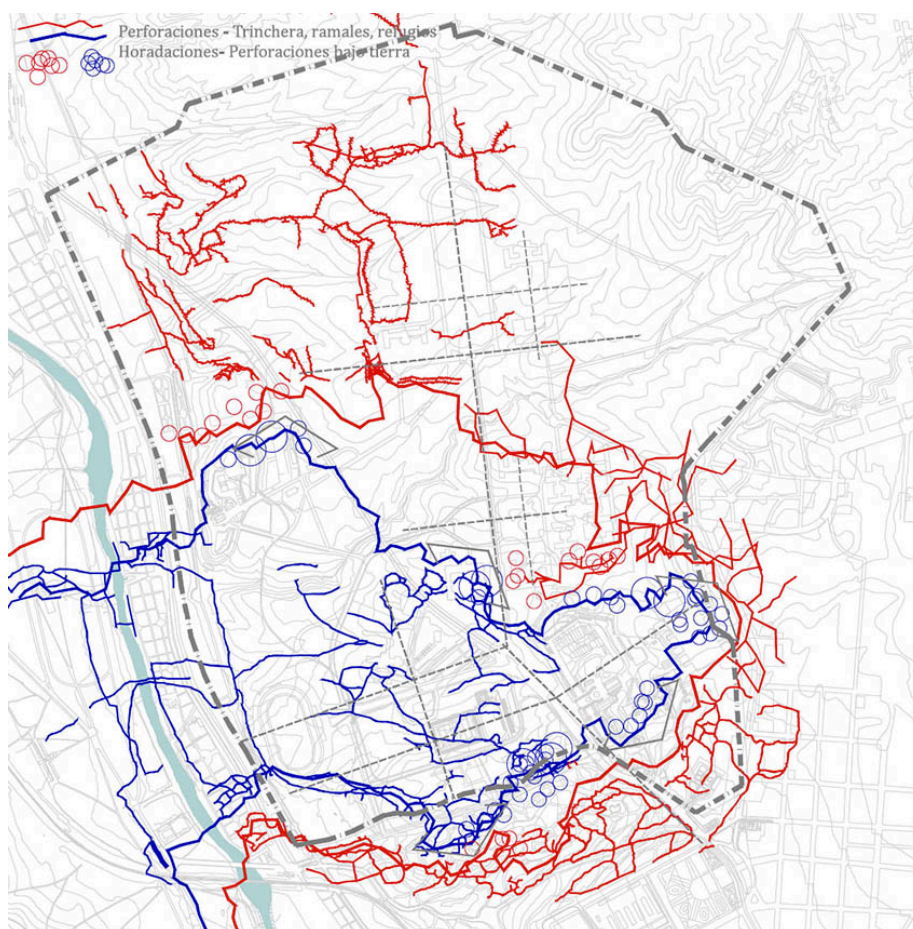 Perforaciones - Trinchera, ramales, refugios
Horadaciones- Perforaciones bajo tierra